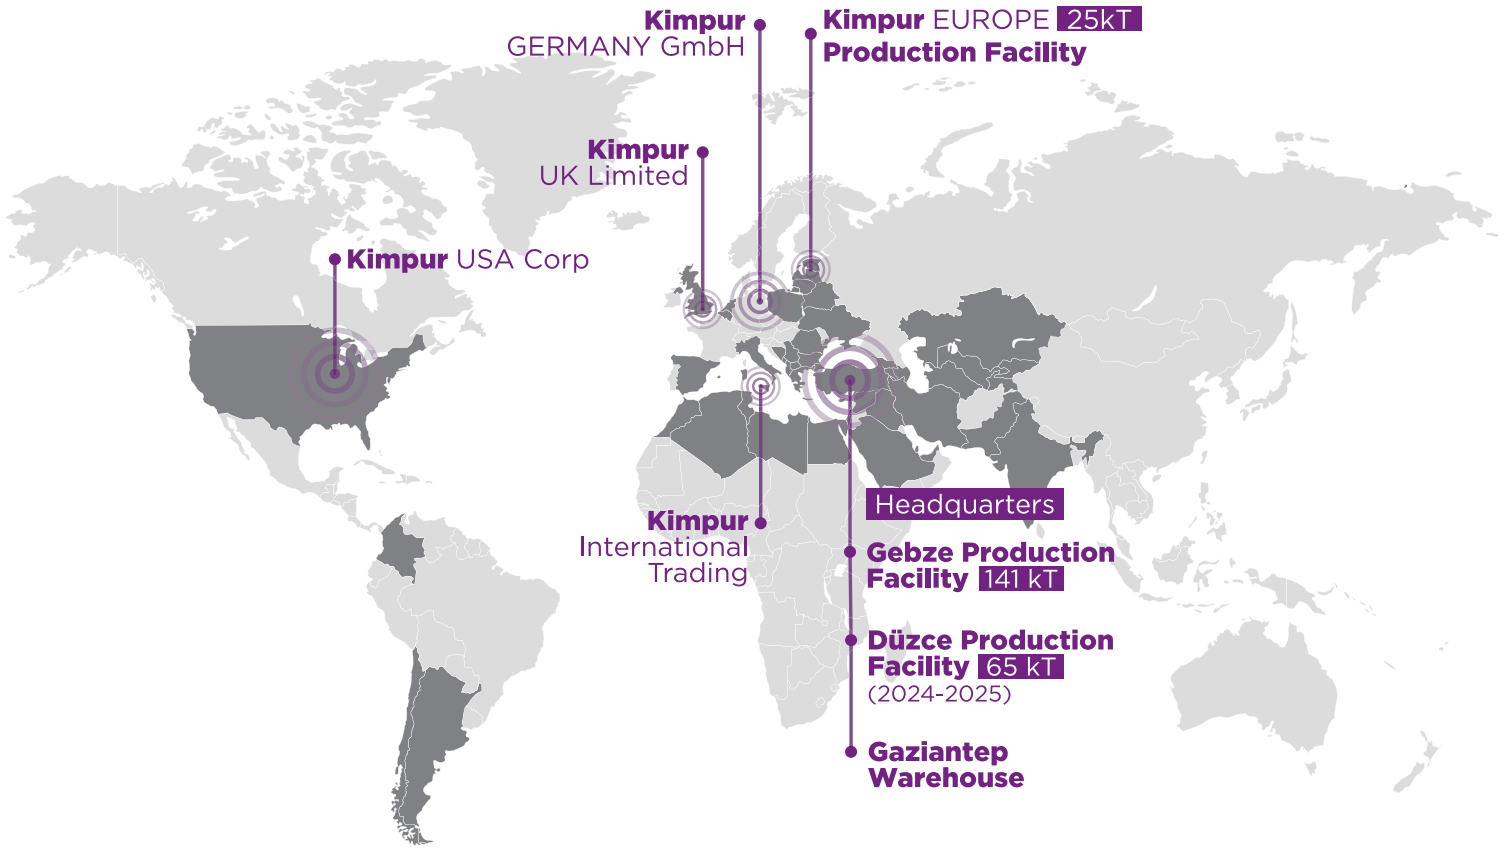 Kimpur
GERMANY GmbH
Kimpur EUROPE 25kT
Production Facility
Kimpur
UK Limited
Kimpur USA Corp
Kimpur
International
Trading
Headquarters
Gebze Production
Facility 141 kT
Düzce Production
Facility 65 kT
(2024-2025)
Gaziantep
Warehouse